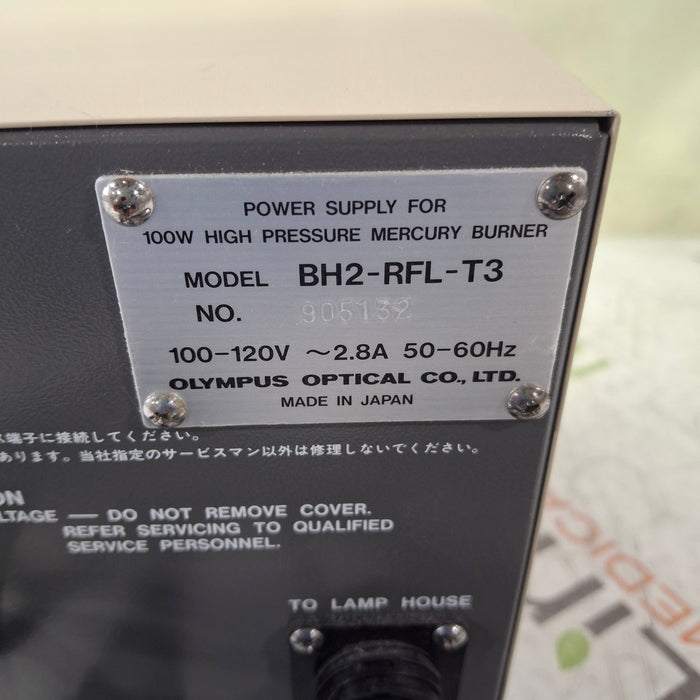 POWER SUPPLY FOR
100W HIGH PRESSURE MERCURY BURNER
MODEL BH2-RFL-T3
NO. 905132
100-120V ~2.8A 50-60Hz
OLYMPUS OPTICAL CO., LTD.
MADE IN JAPAN
端子に接続してください。
あります。当社指定のサービスマン以外は修理しないでください。
ON
LTAGE — DO NOT REMOVE COVER.
REFER SERVICING TO QUALIFIED
SERVICE PERSONNEL.
TO LAMP HOUSE
MEDICA